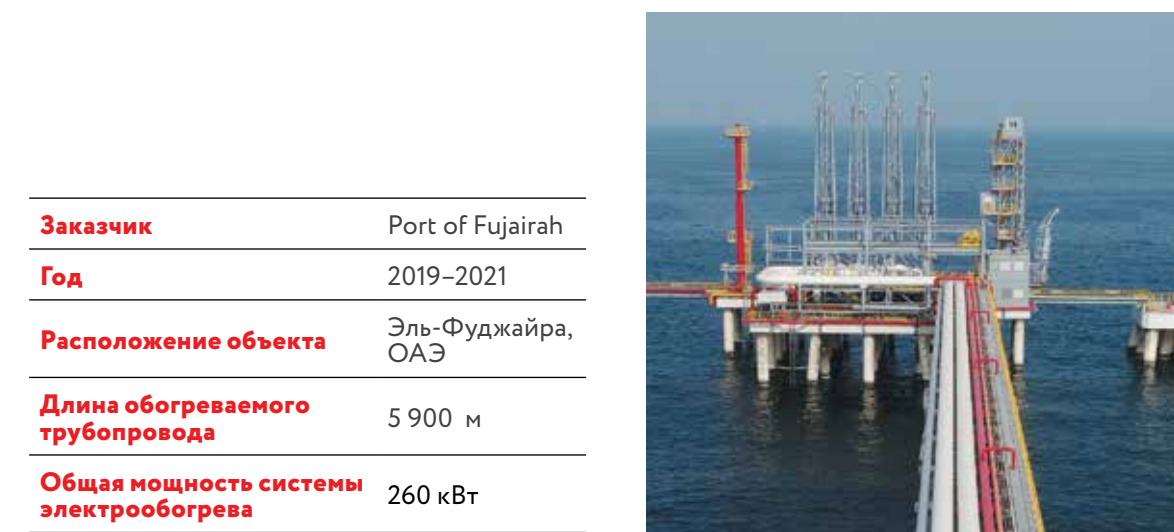 Заказчик Port of Fujairah
Год 2019–2021
Расположение объекта Эль-Фуджайра,
ОАЭ
Длина обогреваемого
трубопровода 5 900 м
Общая мощность системы
электрообогрева 260 кВт